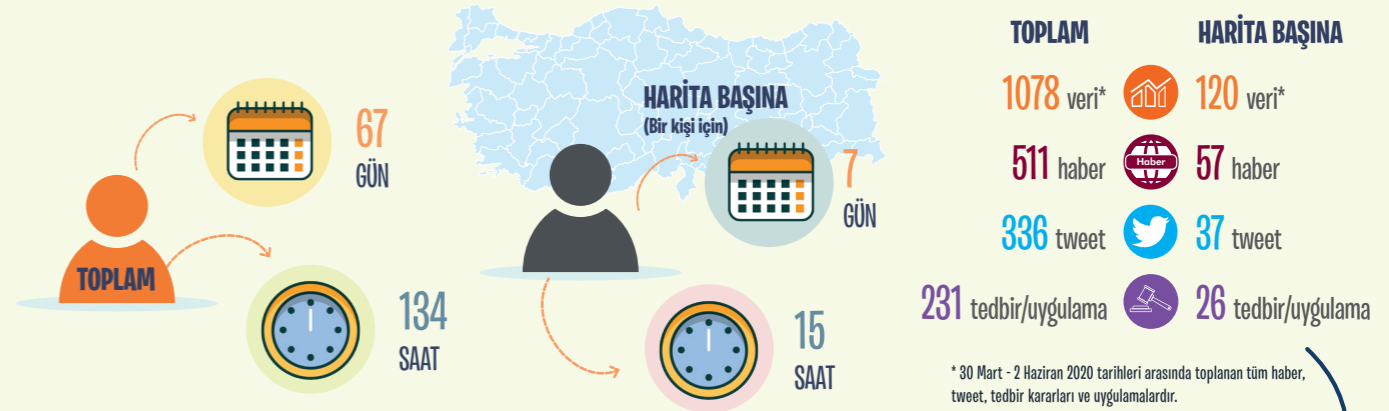 TOPLAM
67
GÜN
134
SAAT
HARİTA BAŞINA
(Bir kişi için)
7
GÜN
15
SAAT
TOPLAM HARİTA BAŞINA
1078 veri* 120 veri*
511 haber Haber 57 haber
336 tweet 37 tweet
231 tedbir/uygulama 26 tedbir/uygulama
* 30 Mart - 2 Haziran 2020 tarihleri arasında toplanan tüm haber,
tweet, tedbir kararları ve uygulamalardır.